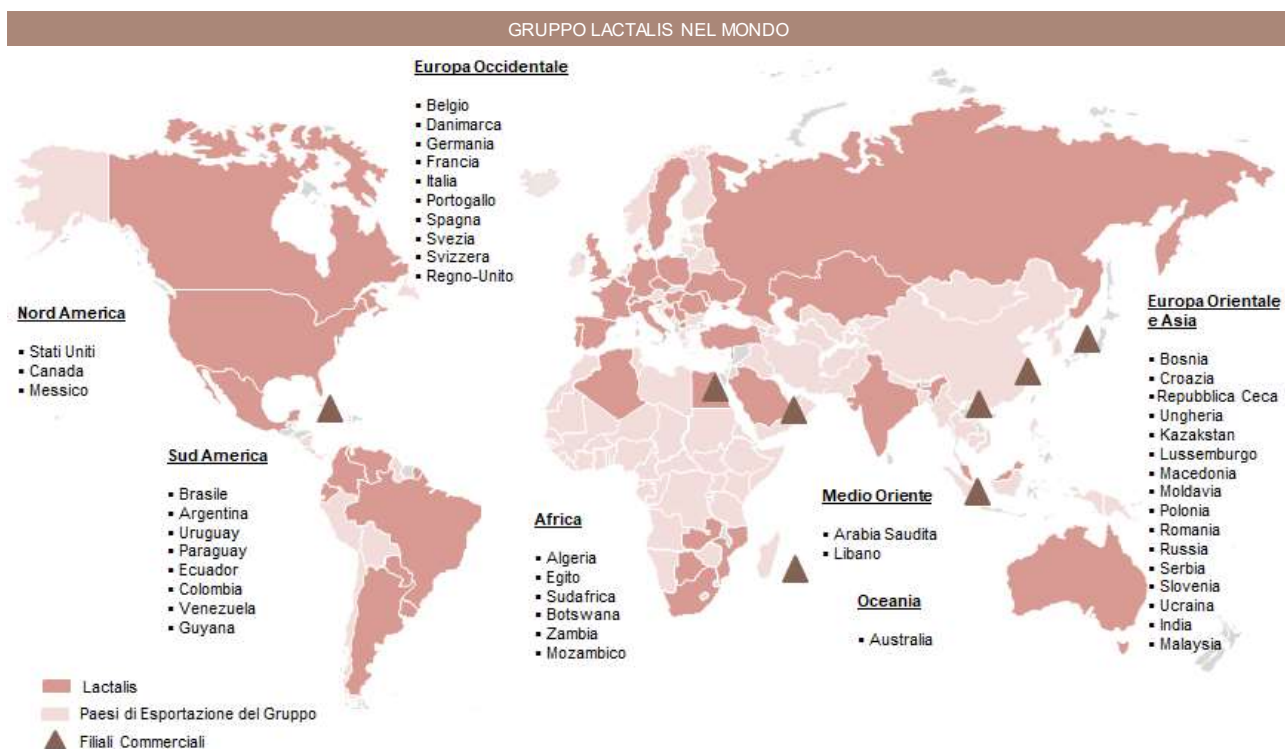 GRUPPO LACTALIS NEL MONDO
Europa Occidentale
▪ Belgio
▪ Danimarca
▪ Germania
▪ Francia
▪ Italia
▪ Portogallo
▪ Spagna
▪ Svezia
▪ Svizzera
▪ Regno-Unito
Nord America
▪ Stati Uniti
▪ Canada
▪ Messico
Sud America
▪ Brasile
▪ Argentina
▪ Uruguay
▪ Paraguay
▪ Ecuador
▪ Colombia
▪ Venezuela
▪ Guyana
Africa
▪ Algeria
▪ Egito
▪ Sudafrica
▪ Botswana
▪ Zambia
▪ Mozambico
Medio Oriente
▪ Arabia Saudita
▪ Libano
Oceania
▪ Australia
Europa Orientale
e Asia
▪ Bosnia
▪ Croazia
▪ Repubblica Ceca
▪ Ungheria
▪ Kazakstan
▪ Lussemburgo
▪ Macedonia
▪ Moldavia
▪ Polonia
▪ Romania
▪ Russia
▪ Serbia
▪ Slovenia
▪ Ucraina
▪ India
▪ Malaysia
Lactalis
Paesi di Esportazione del Gruppo
Filiali Commerciali